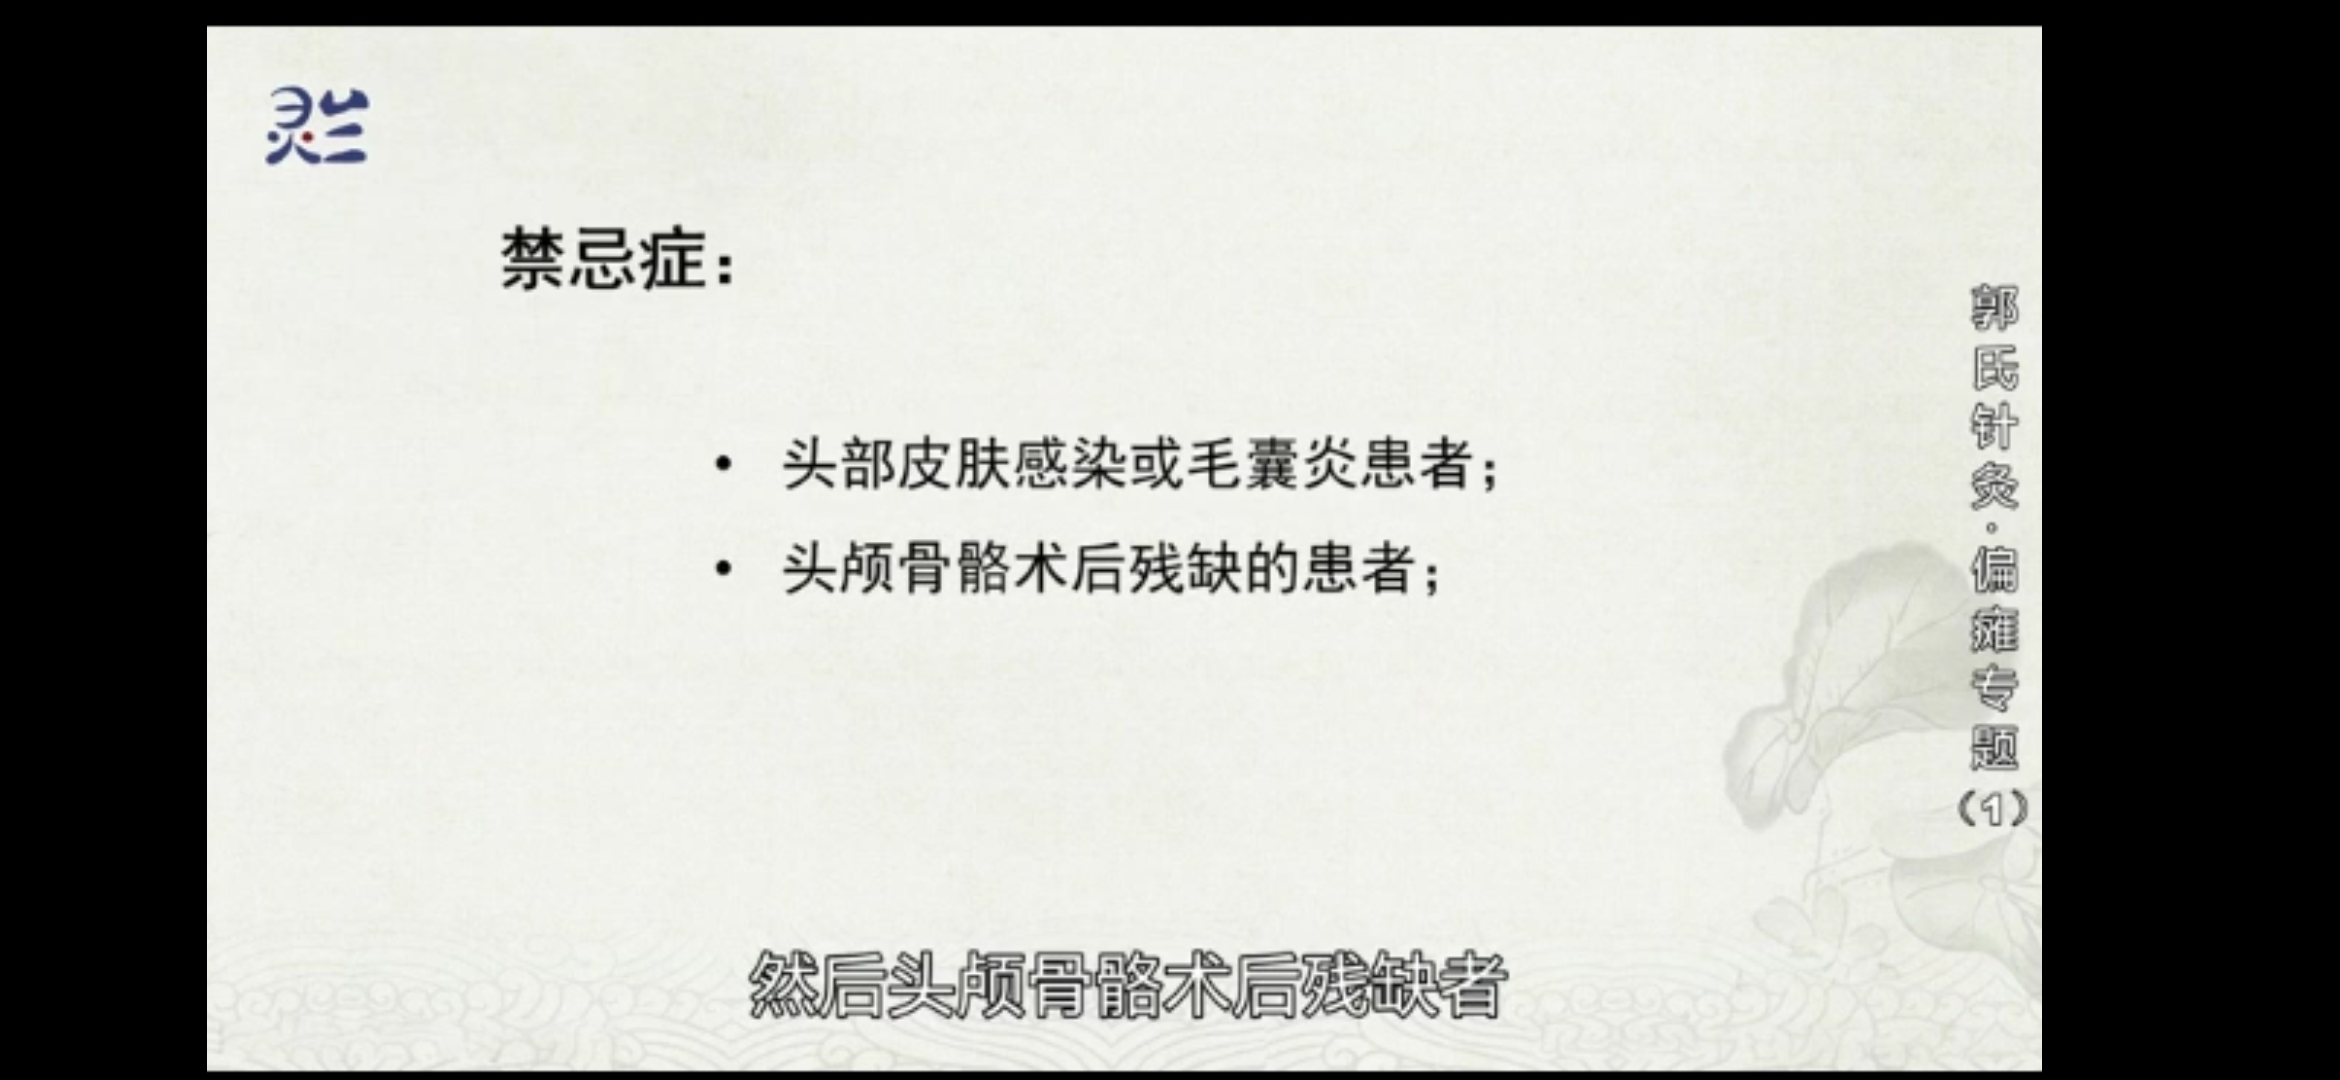 灵兰
禁忌症：
• 头部皮肤感染或毛囊炎患者；
• 头颅骨骼术后残缺的患者；
郭氏针灸·偏瘫专题（1）
然后头颅骨骼术后残缺者